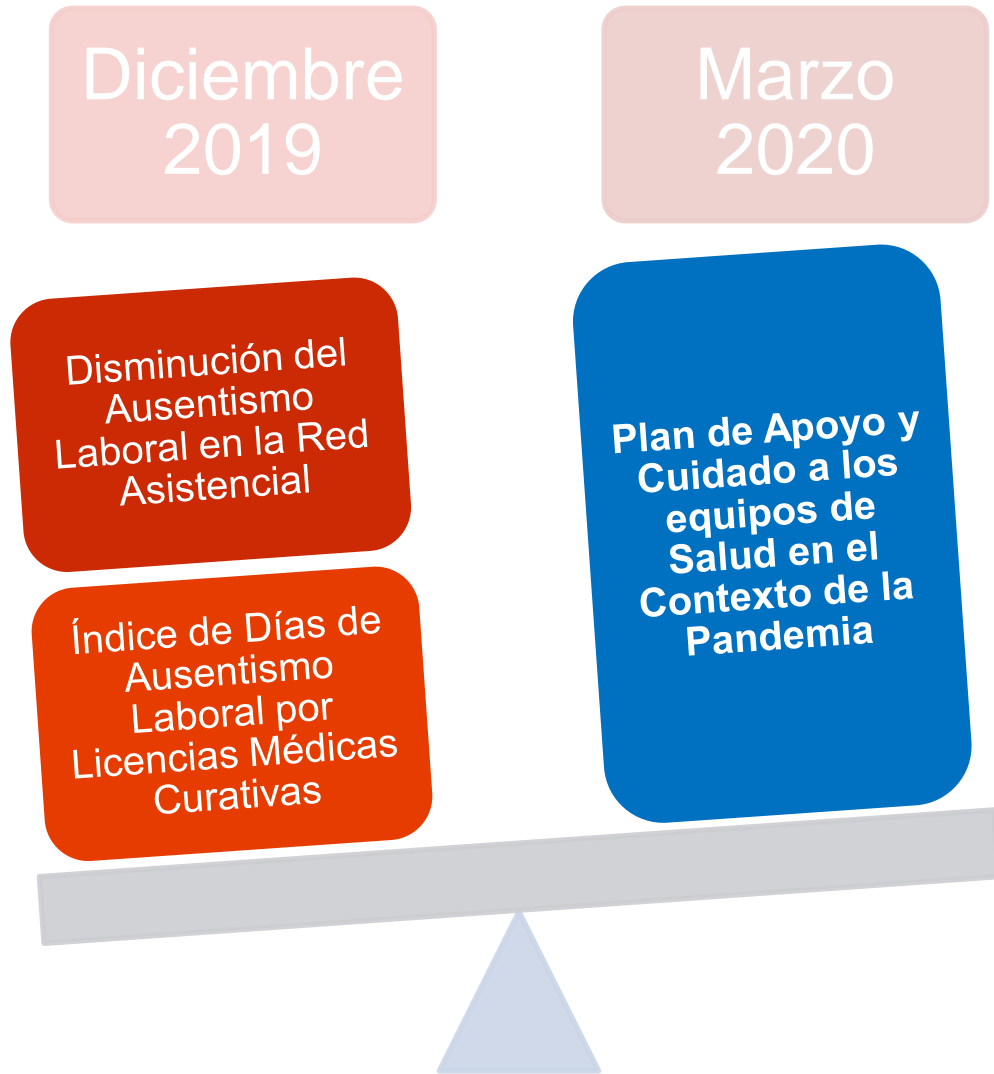 Diciembre
2019
Marzo
2020
Disminución del
Ausentismo
Laboral en la Red
Asistencial
Índice de Días de
Ausentismo
Laboral por
Licencias Médicas
Curativas
Plan de Apoyo y
Cuidado a los
equipos de
Salud en el
Contexto de la
Pandemia